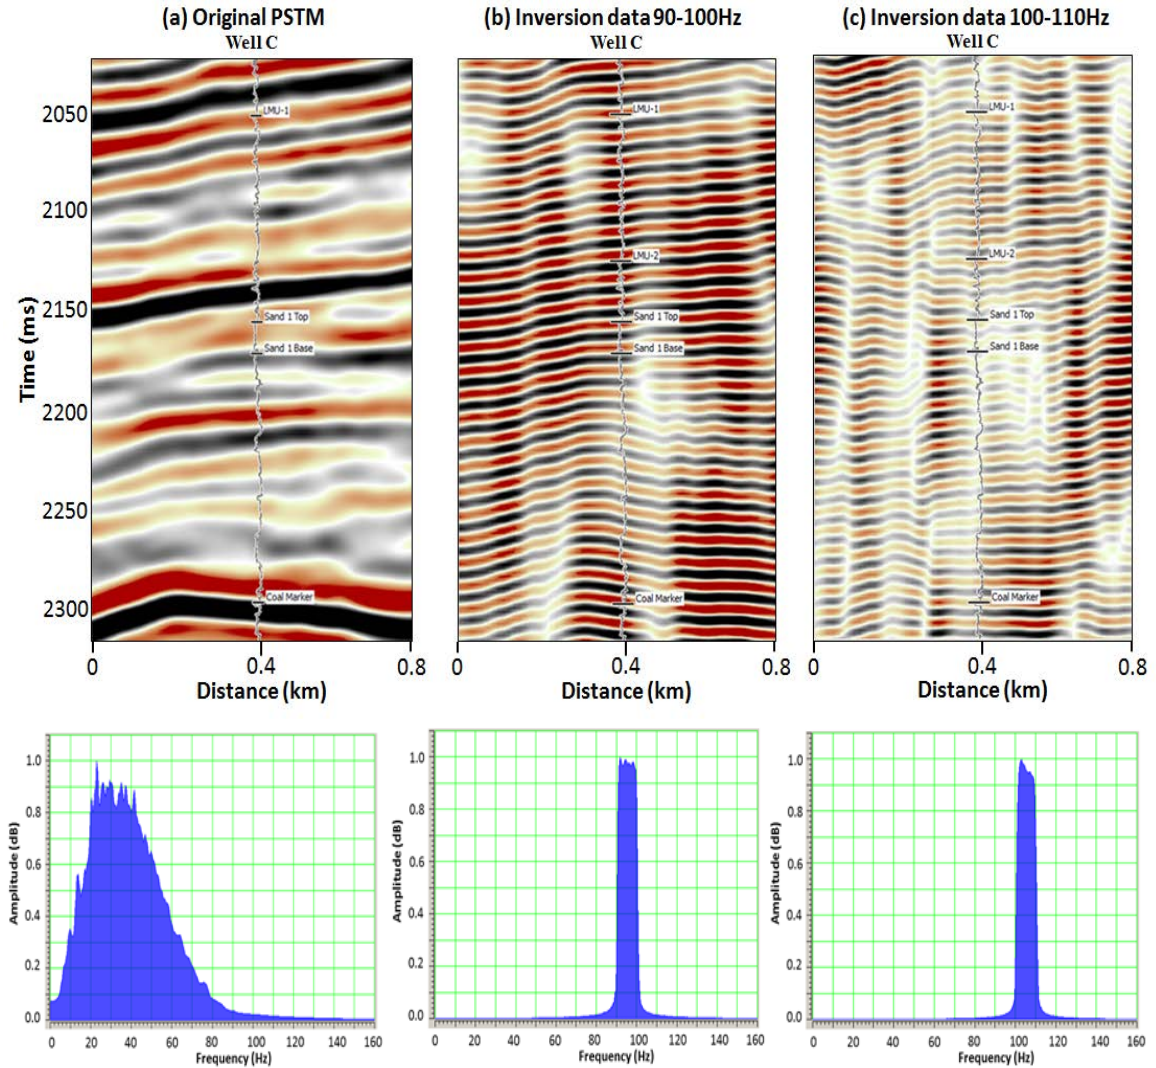 (a) Original PSTM
Well C
(b) Inversion data 90-100Hz
Well C
(c) Inversion data 100-110Hz
Well C
Time (ms)
2050
2100
2150
2200
2250
2300
LMU-1
Sand 1 Top
Sand 1 Base
Coal Marker
0
0.4
0.8
Distance (km)
LMU-1
LMU-2
Sand 1 Top
Sand 1 Base
Coal Marker
0
0.4
0.8
Distance (km)
LMU-1
LMU-2
Sand 1 Top
Sand 1 Base
Coal Marker
0
0.4
0.8
Distance (km)
Amplitude (dB)
1.0
0.8
0.6
0.4
0.2
0.0
0 20 40 60 80 100 120 140 160
Frequency (Hz)
Amplitude (dB)
1.0
0.8
0.6
0.4
0.2
0.0
0 20 40 60 80 100 120 140 160
Frequency (Hz)
Amplitude (dB)
1.0
0.8
0.6
0.4
0.2
0.0
0 20 40 60 80 100 120 140 160
Frequency (Hz)